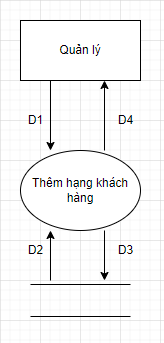 Quản lý
D1
D4
Thêm hạng khách
hàng
D2
D3